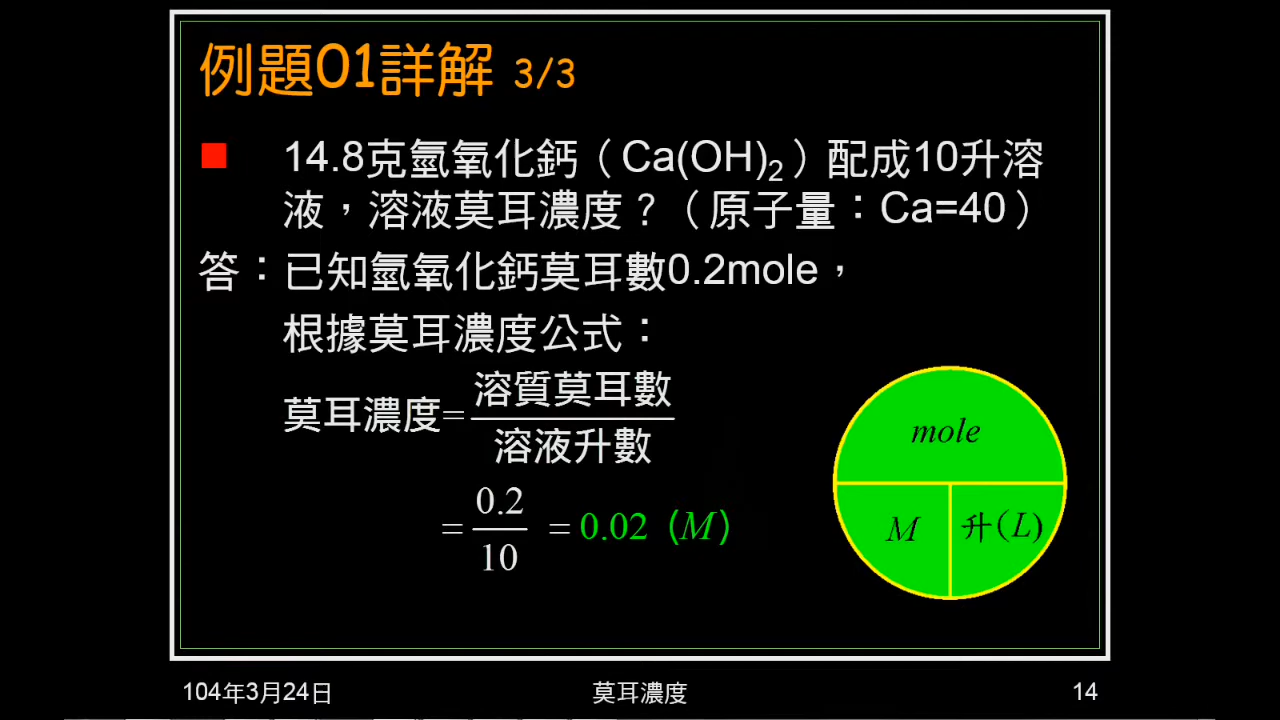 例題01詳解 3/3
14.8克氫氧化鈣（Ca(OH)₂）配成10升溶
液，溶液莫耳濃度？（原子量：Ca=40）
答：已知氫氧化鈣莫耳數0.2mole，
根據莫耳濃度公式：
莫耳濃度=溶質莫耳數/溶液升數
=0.2/10 =0.02 (M)
mole
M 升(L)
104年3月24日 莫耳濃度 14